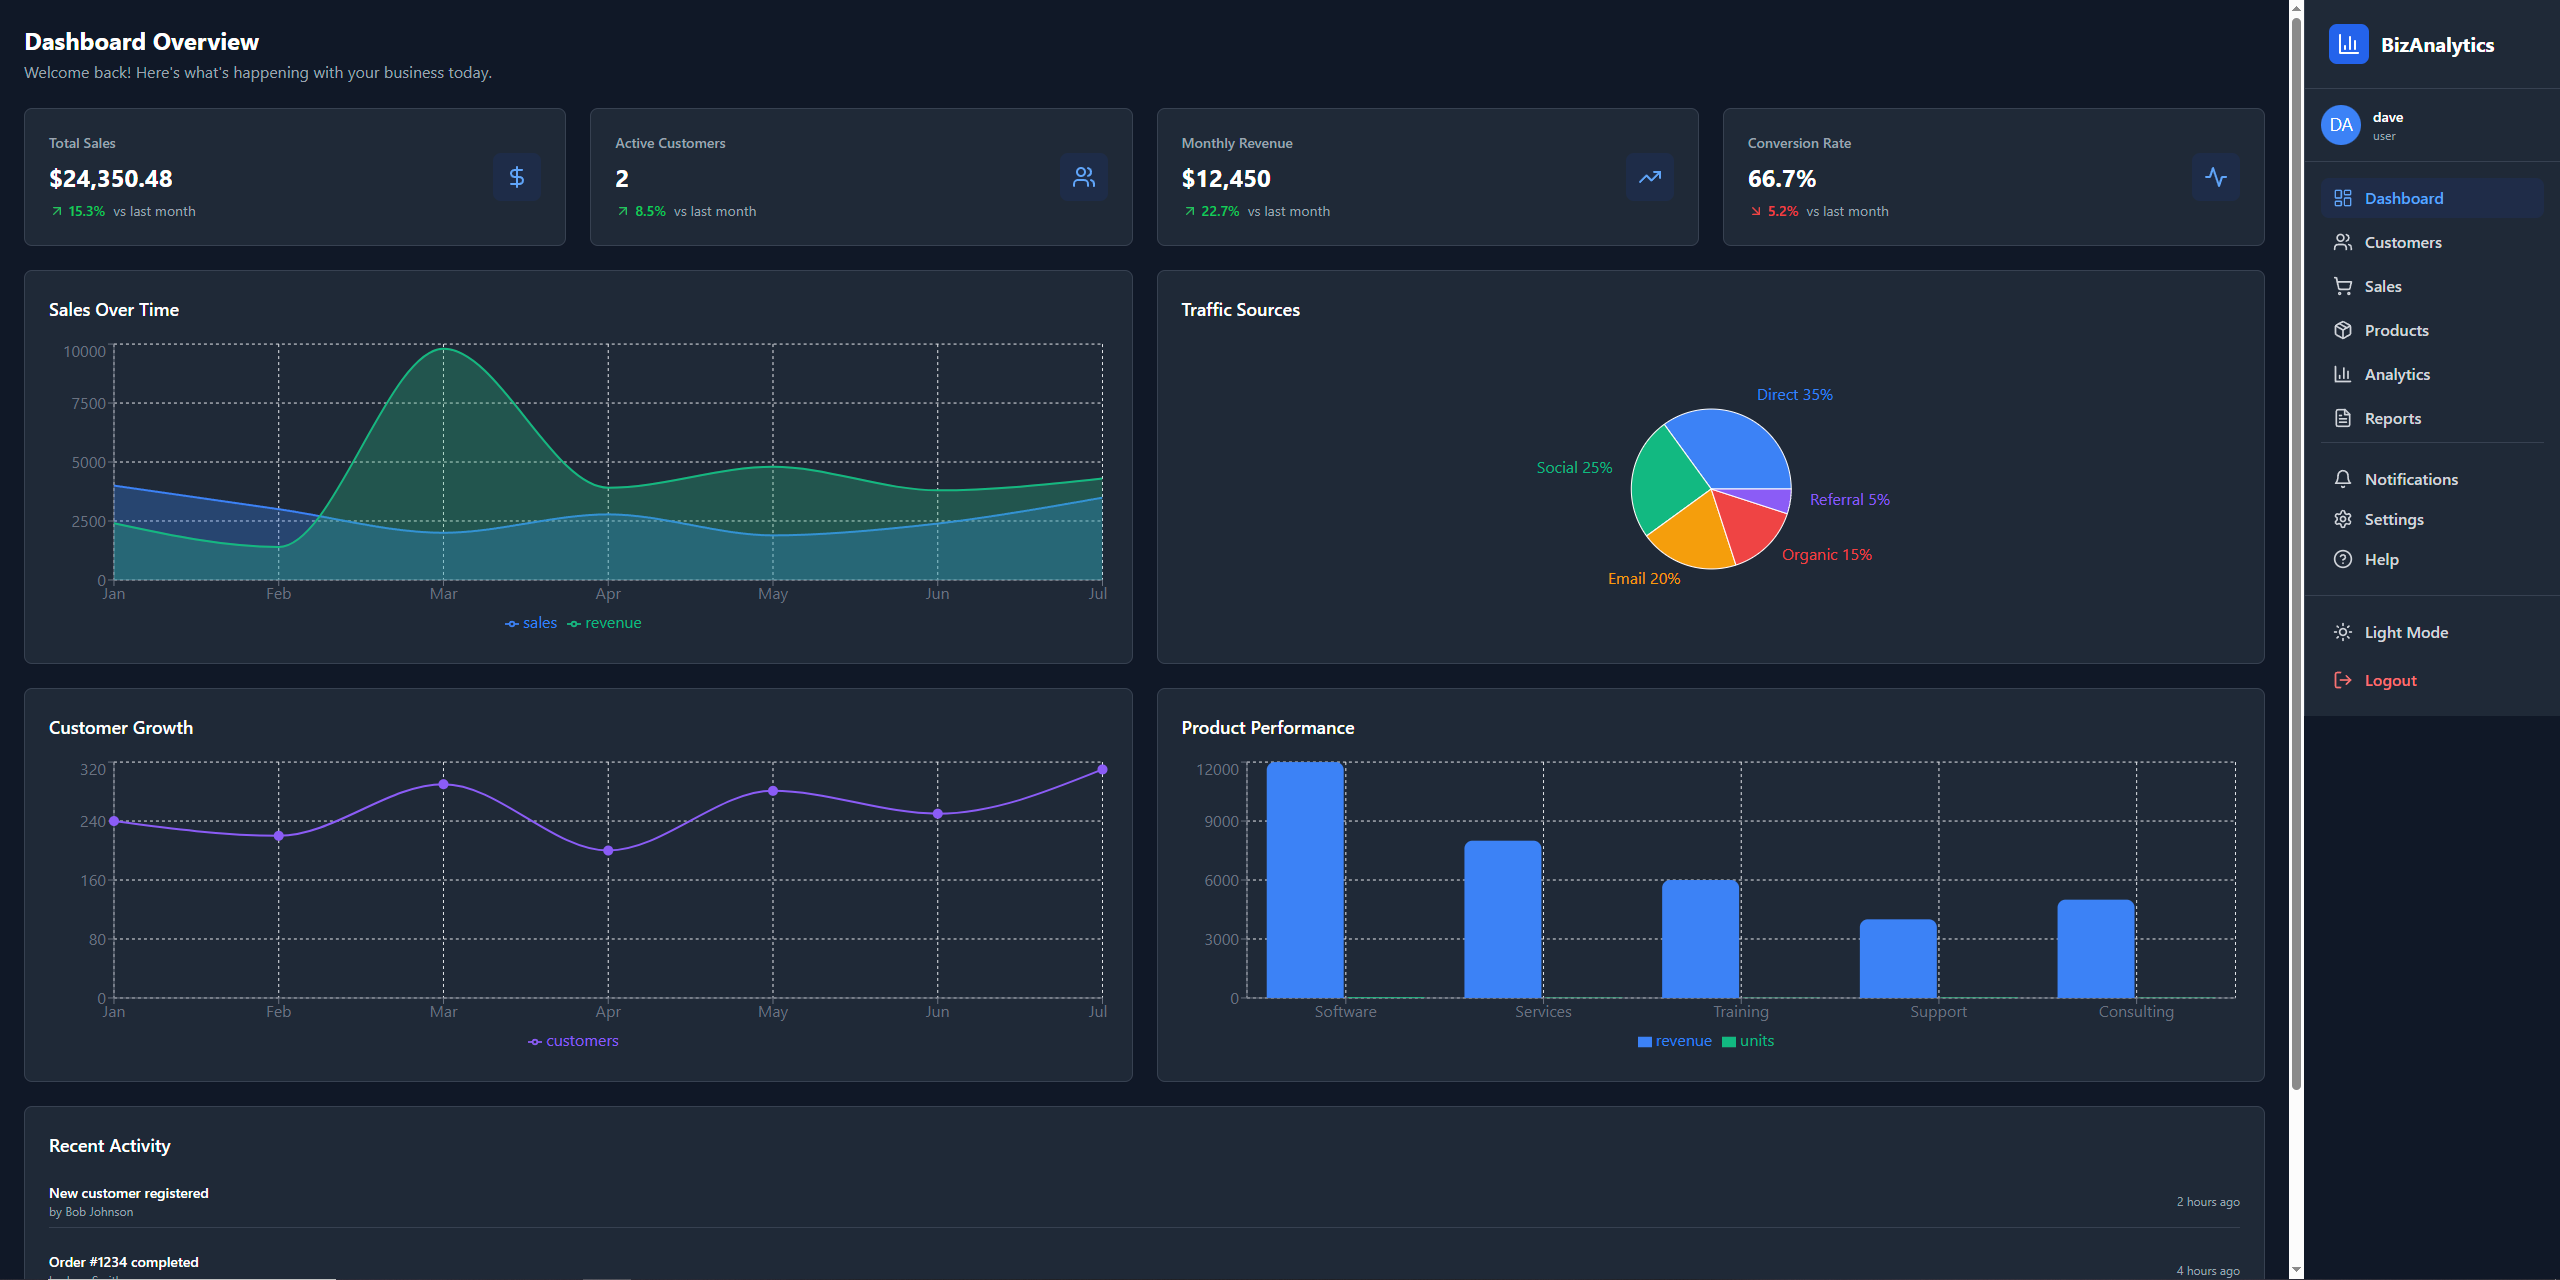 Dashboard Overview
Welcome back! Here's what's happening with your business today.
Total Sales
$24,350.48
15.3% vs last month
Active Customers
2
8.5% vs last month
Monthly Revenue
$12,450
22.7% vs last month
Conversion Rate
66.7%
5.2% vs last month
Sales Over Time
10000
7500
5000
2500
0
Jan Feb Mar Apr May Jun Jul
sales revenue
Traffic Sources
Direct 35%
Social 25%
Referral 5%
Organic 15%
Email 20%
Customer Growth
320
240
160
80
0
Jan Feb Mar Apr May Jun Jul
customers
Product Performance
12000
9000
6000
3000
0
Software Services Training Support Consulting
revenue units
Recent Activity
New customer registered
by Bob Johnson
2 hours ago
Order #1234 completed
4 hours ago
BizAnalytics
DA
dave
user
Dashboard
Customers
Sales
Products
Analytics
Reports
Notifications
Settings
Help
Light Mode
Logout